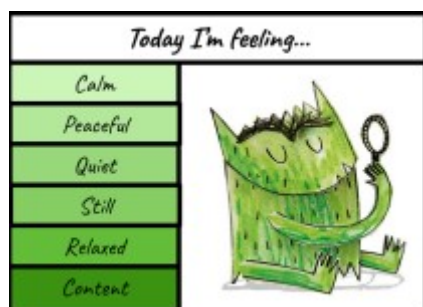 Today I'm feeling...
Calm
Peaceful
Quiet
Still
Relaxed
Content